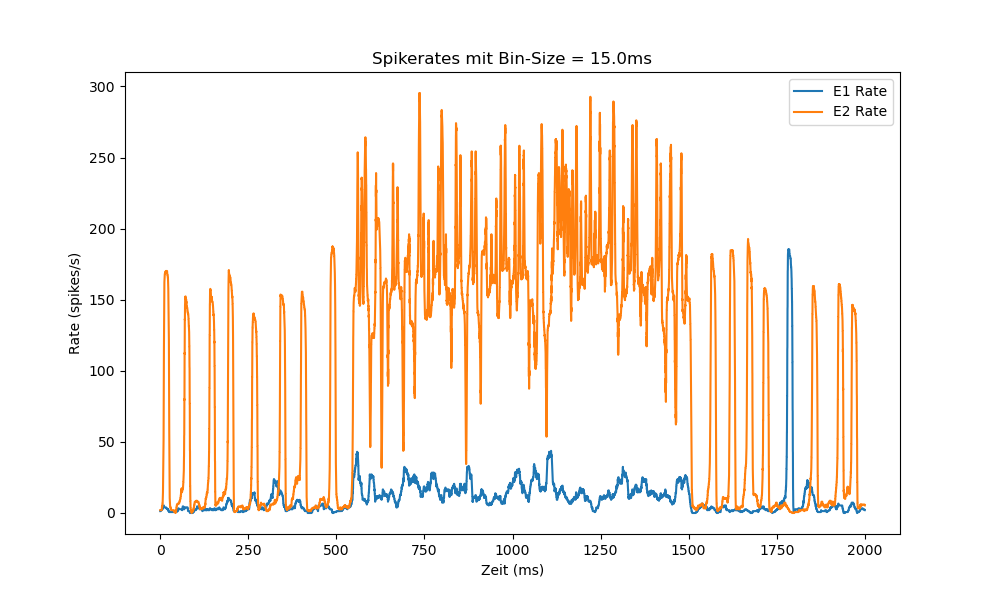 Spikerates mit Bin-Size = 15.0ms
E1 Rate
E2 Rate
Rate (spikes/s)
300
250
200
150
100
50
0
0 250 500 750 1000 1250 1500 1750 2000
Zeit (ms)